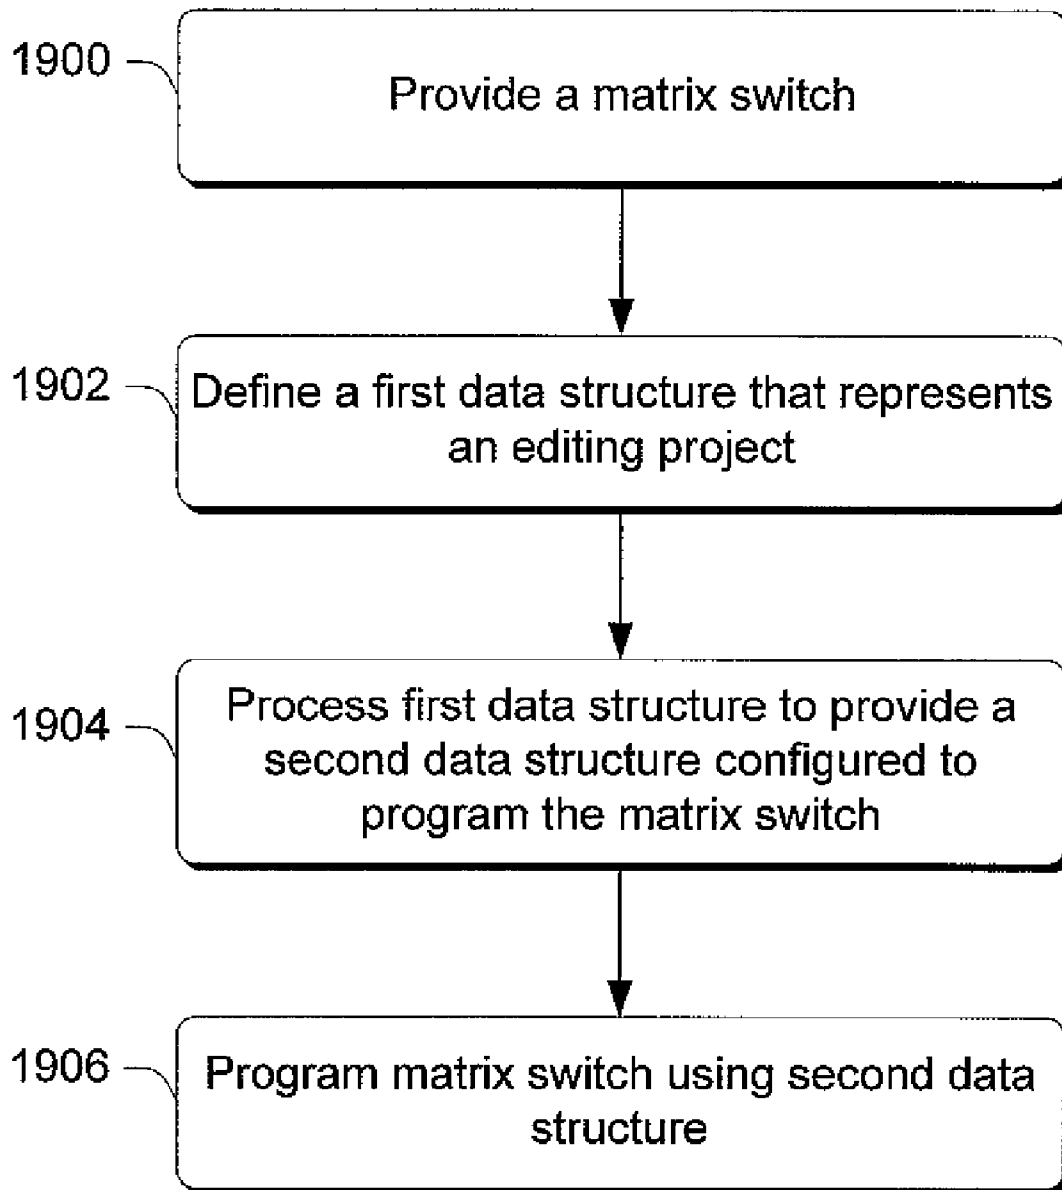 1900
Provide a matrix switch
1902
Define a first data structure that represents
an editing project
1904
Process first data structure to provide a
second data structure configured to
program the matrix switch
1906
Program matrix switch using second data
structure